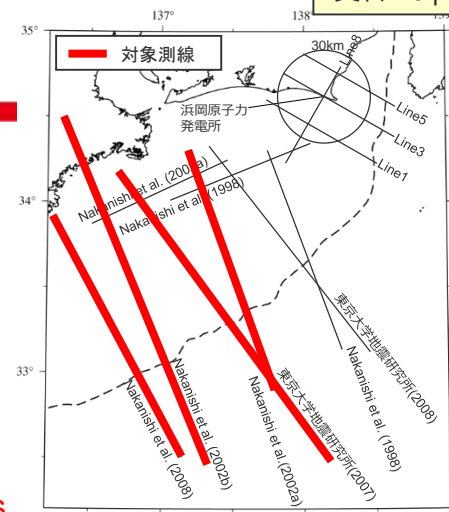 137°
138°
35°
対象測線
30km
Line8
浜岡原子力
発電所
Line5
Line3
Line1
34°
Nakanishi et al. (2002a)
Nakanishi et al. (1998)
33°
東京大学地震研究所(2008)
Nakanishi et al. (1998)
東京大学地震研究所(2007)
Nakanishi et al.(2002a)
Nakanishi et al. (2002b)
Nakanishi et al. (2008)